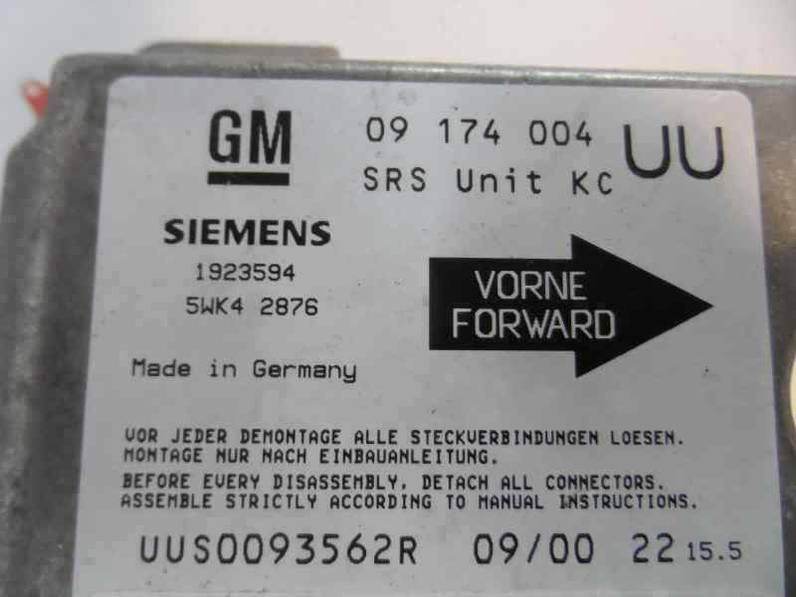 GM
09 174 004 UU
SRS Unit KC
SIEMENS
1923594
5WK4 2876
VORNE
FORWARD
Made in Germany
VOR JEDER DEMONTAGE ALLE STECKVERBINDUNGEN LOESEN.
MONTAGE NUR NACH EINBAUANLEITUNG.
BEFORE EVERY DISASSEMBLY, DETACH ALL CONNECTORS.
ASSEMBLE STRICTLY ACCORDING TO MANUAL INSTRUCTIONS.
UUS0093562R 09/00 22 15.5